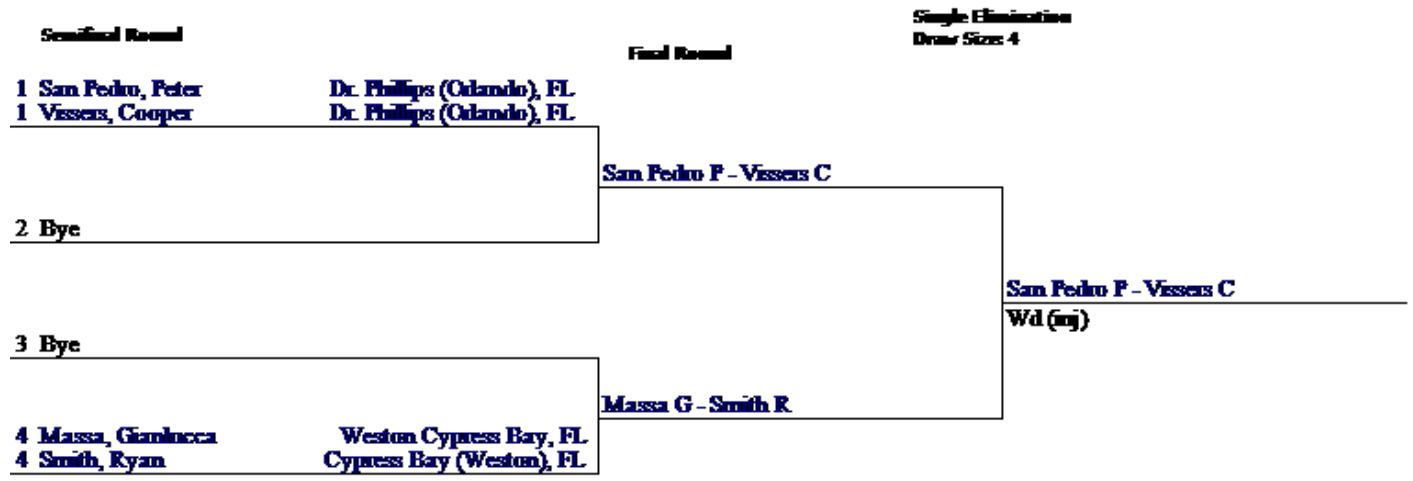 Single Elimination
Semifinal Round
Draw Size: 4
Final Round
1 San Pedro, Peter Dr. Phillips (Orlando), FL
1 Vissers, Cooper Dr. Phillips (Orlando), FL
San Pedro P - Vissers C
2 Bye
San Pedro P - Vissers C
Wd (inj)
3 Bye
Massa G - Smith R
4 Massa, Gianlucca Weston Cypress Bay, FL
4 Smith, Ryan Cypress Bay (Weston), FL